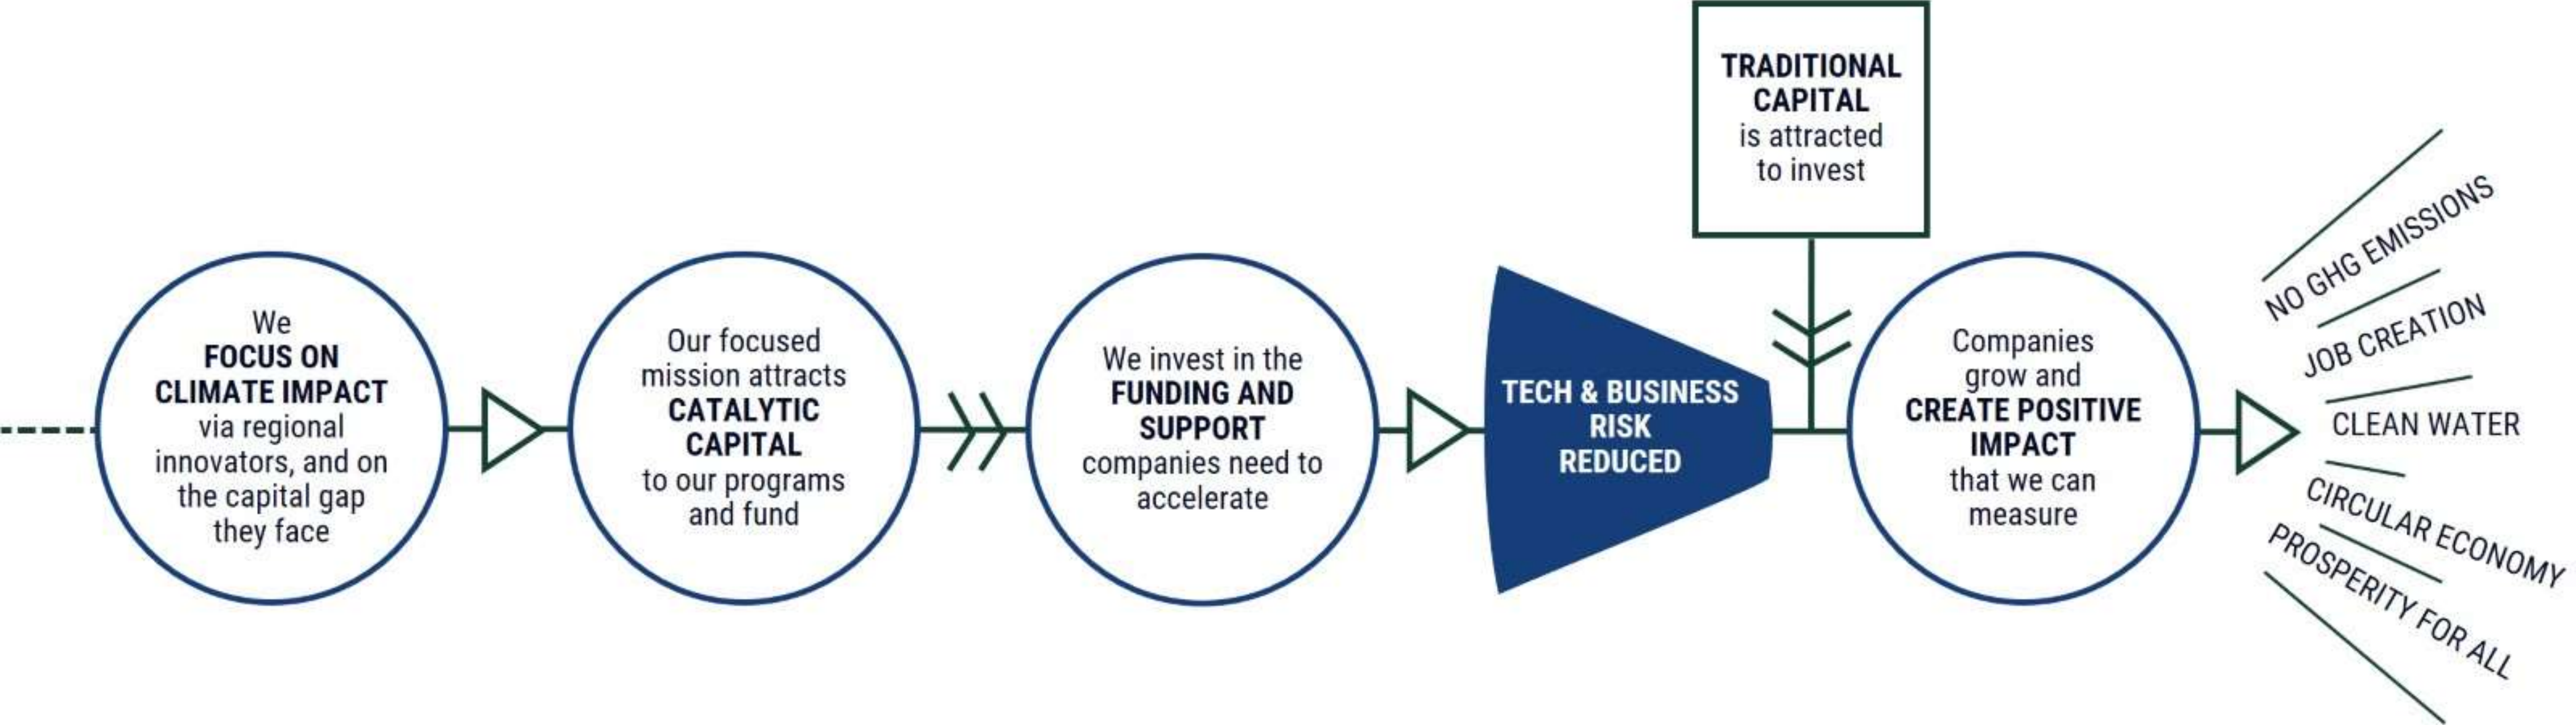 We
FOCUS ON
CLIMATE IMPACT
via regional
innovators, and on
the capital gap
they face
Our focused
mission attracts
CATALYTIC
CAPITAL
to our programs
and fund
We invest in the
FUNDING AND
SUPPORT
companies need to
accelerate
TECH & BUSINESS
RISK
REDUCED
TRADITIONAL
CAPITAL
is attracted
to invest
Companies
grow and
CREATE POSITIVE
IMPACT
that we can
measure
NO GHG EMISSIONS
JOB CREATION
CLEAN WATER
CIRCULAR ECONOMY
PROSPERITY FOR ALL